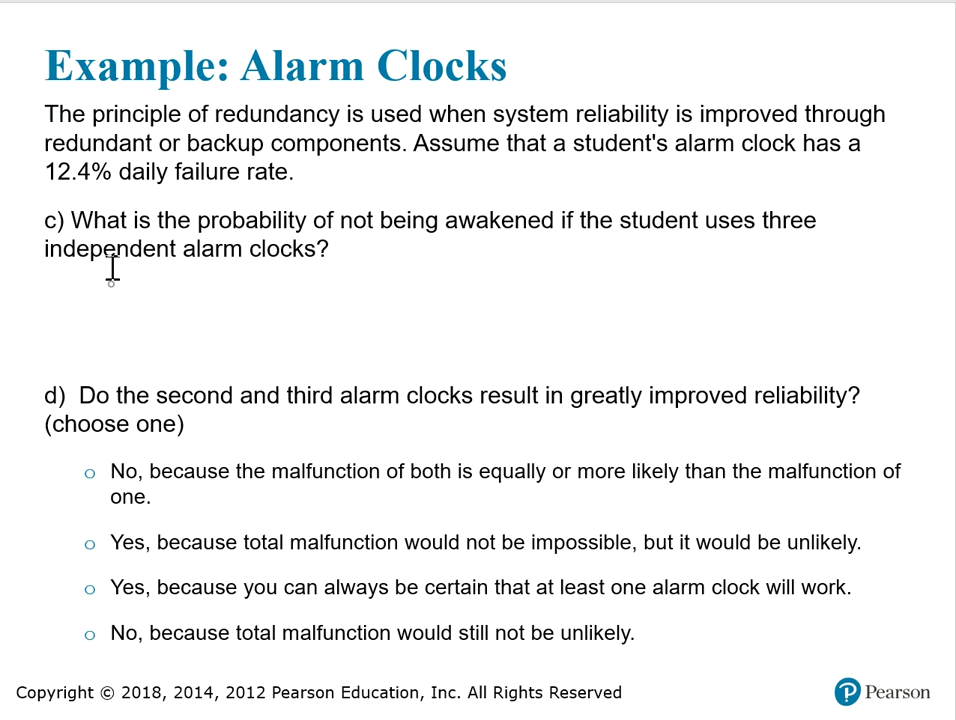 Example: Alarm Clocks
The principle of redundancy is used when system reliability is improved through
redundant or backup components. Assume that a student's alarm clock has a
12.4% daily failure rate.
c) What is the probability of not being awakened if the student uses three
independent alarm clocks?
d) Do the second and third alarm clocks result in greatly improved reliability?
(choose one)
o No, because the malfunction of both is equally or more likely than the malfunction of
one.
o Yes, because total malfunction would not be impossible, but it would be unlikely.
o Yes, because you can always be certain that at least one alarm clock will work.
o No, because total malfunction would still not be unlikely.
Copyright © 2018, 2014, 2012 Pearson Education, Inc. All Rights Reserved
P Pearson